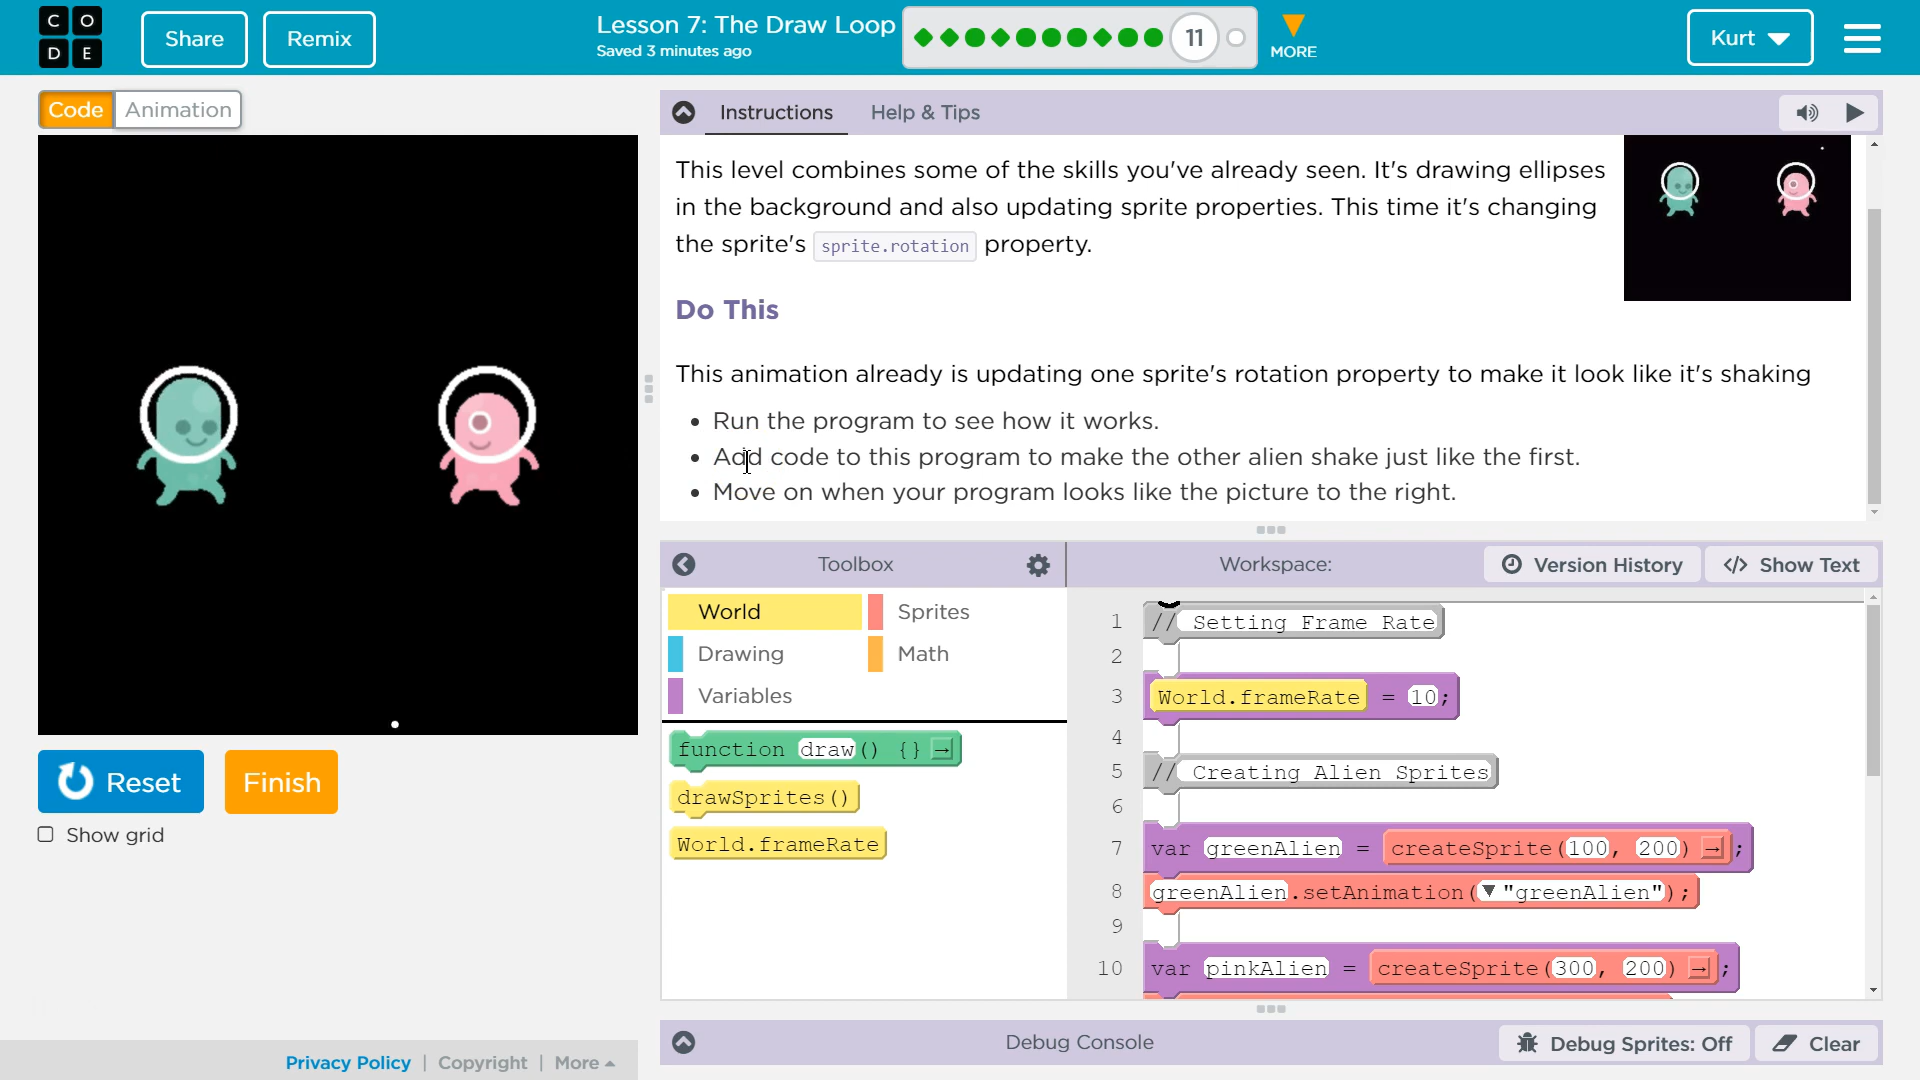 CODE
Share
Remix
Lesson 7: The Draw Loop
Saved 3 minutes ago
11
MORE
Kurt
Code
Animation
Instructions
Help & Tips
This level combines some of the skills you've already seen. It's drawing ellipses
in the background and also updating sprite properties. This time it's changing
the sprite's sprite.rotation property.
Do This
This animation already is updating one sprite's rotation property to make it look like it's shaking
• Run the program to see how it works.
• Add code to this program to make the other alien shake just like the first.
• Move on when your program looks like the picture to the right.
Reset
Finish
Show grid
Toolbox
World
Sprites
Drawing
Math
Variables
function draw() {} →
drawSprites()
World.frameRate
Workspace:
Version History
</> Show Text
1 // Setting Frame Rate
2
3 World.frameRate = 10;
4
5 // Creating Alien Sprites
6
7 var greenAlien = createSprite(100, 200) → ;
8 greenAlien.setAnimation(▼ "greenAlien");
9
10 var pinkAlien = createSprite(300, 200) → ;
Debug Console
Debug Sprites: Off
Clear
Privacy Policy | Copyright | More